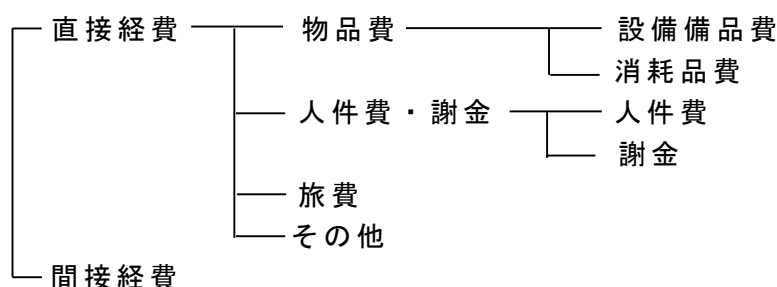 直接経費 物品費 設備備品費
消耗品費
人件費・謝金 人件費
謝金
旅費
その他
間接経費